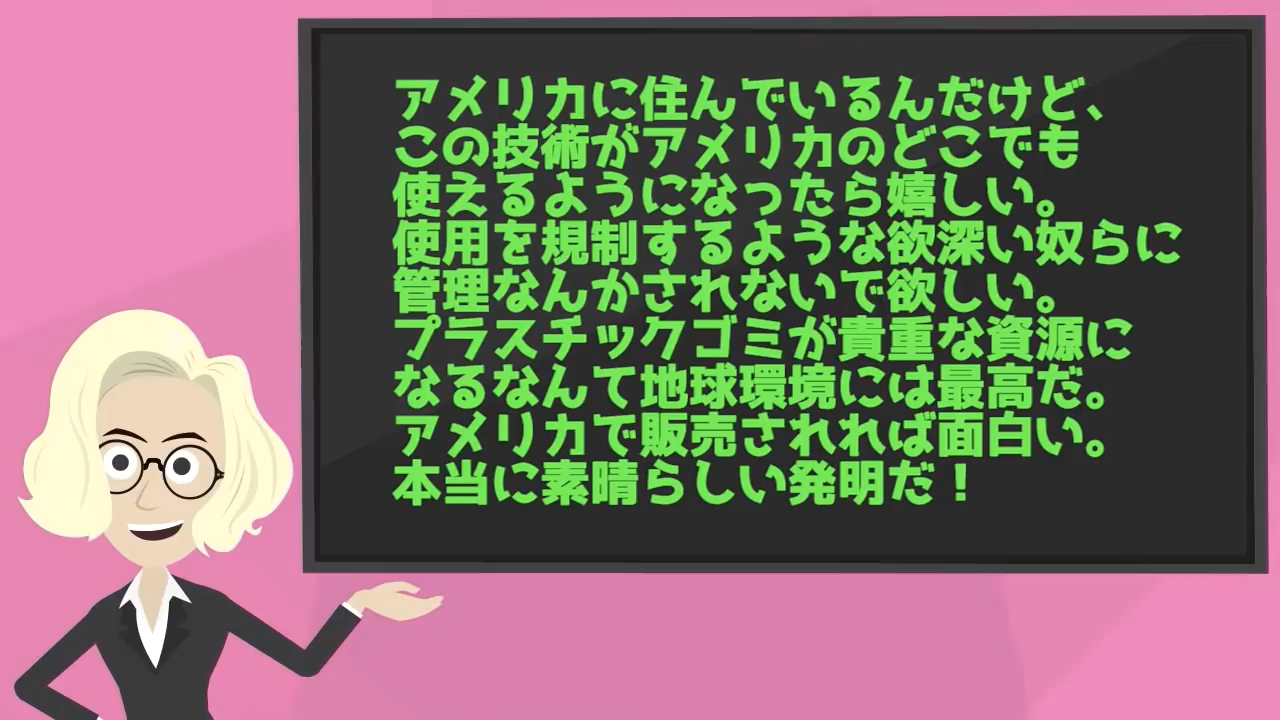 アメリカに住んでいるんだけど、
この技術がアメリカのどこでも
使えるようになったら嬉しい。
使用を規制するような欲深い奴らに
管理なんかされないで欲しい。
プラスチックゴミが貴重な資源に
なるなんて地球環境には最高だ。
アメリカで販売されれば面白い。
本当に素晴らしい発明だ！